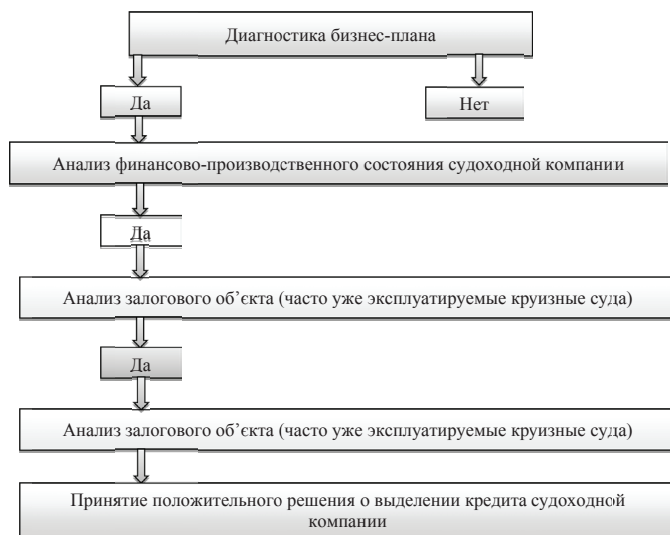 Диагностика бизнес-плана
Да
Нет
Анализ финансово-производственного состояния судоходной компании
Да
Анализ залогового об’єкта (часто уже эксплуатируемые круизные суда)
Да
Анализ залогового об’єкта (часто уже эксплуатируемые круизные суда)
Принятие положительного решения о выделении кредита судоходной
компании